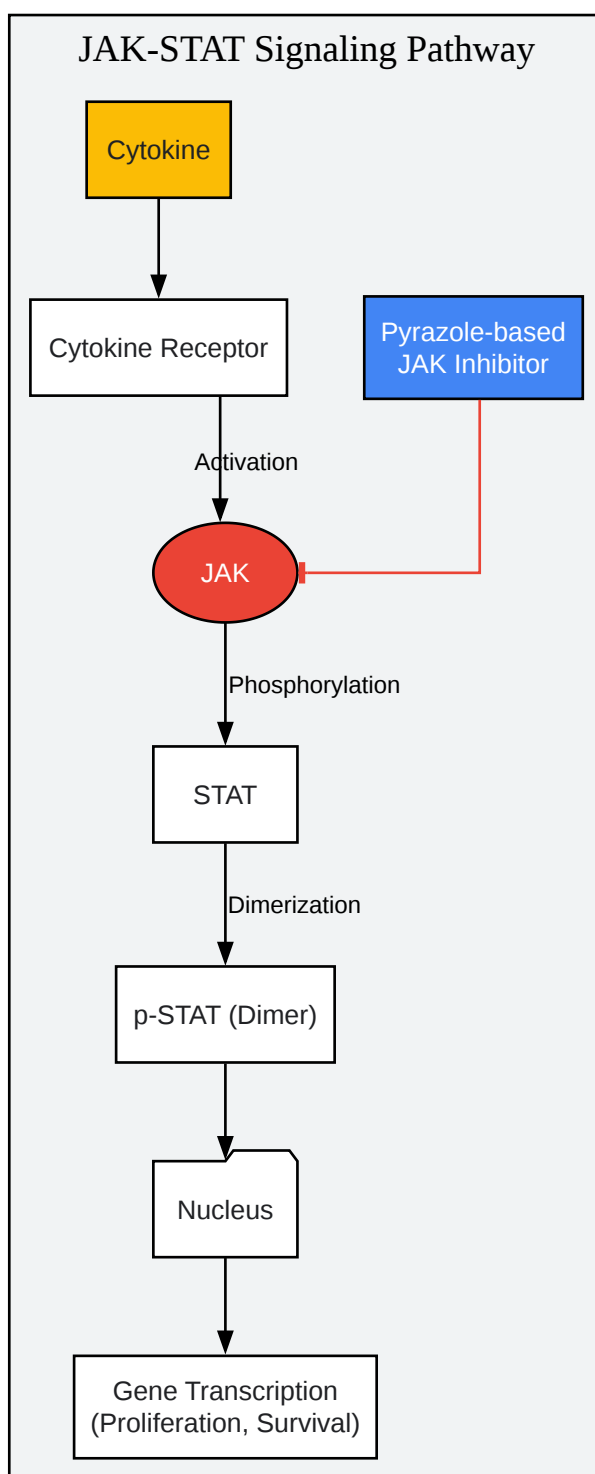 JAK-STAT Signaling Pathway
Cytokine
Cytokine Receptor
Pyrazole-based
JAK Inhibitor
Activation
JAK
Phosphorylation
STAT
Dimerization
p-STAT (Dimer)
Nucleus
Gene Transcription
(Proliferation, Survival)